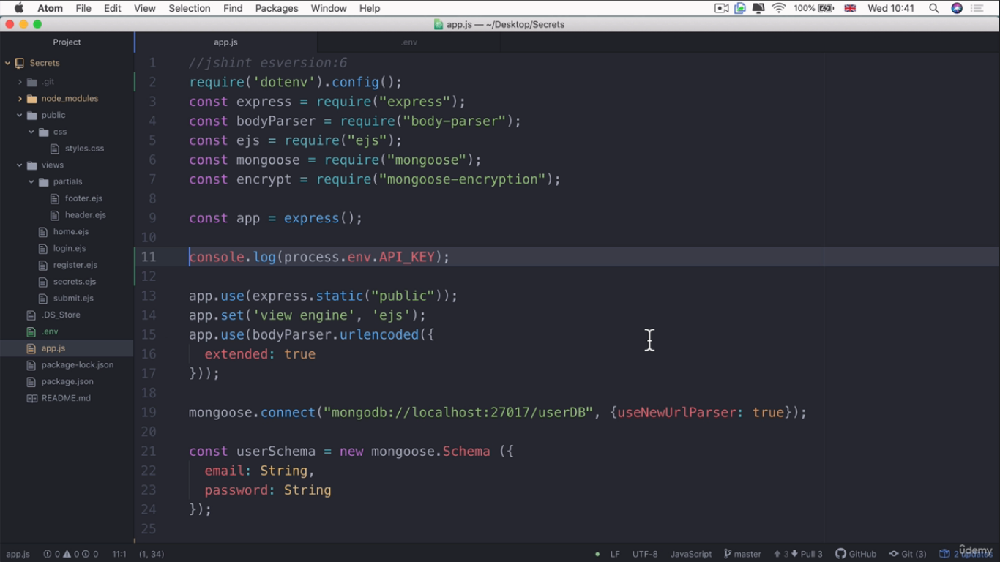 Atom File Edit View Selection Find Packages Window Help 100% Wed 10:41
app.js — ~/Desktop/Secrets
Project
app.js
.env
Secrets
.git
node_modules
public
css
styles.css
views
partials
footer.ejs
header.ejs
home.ejs
login.ejs
register.ejs
secrets.ejs
submit.ejs
.DS_Store
.env
app.js
package-lock.json
package.json
README.md
1 //jshint esversion:6
2 require('dotenv').config();
3 const express = require("express");
4 const bodyParser = require("body-parser");
5 const ejs = require("ejs");
6 const mongoose = require("mongoose");
7 const encrypt = require("mongoose-encryption");
8
9 const app = express();
10
11 console.log(process.env.API_KEY);
12
13 app.use(express.static("public"));
14 app.set('view engine', 'ejs');
15 app.use(bodyParser.urlencoded({
16 extended: true
17 }));
18
19 mongoose.connect("mongodb://localhost:27017/userDB", {useNewUrlParser: true});
20
21 const userSchema = new mongoose.Schema ({
22 email: String,
23 password: String
24 });
25
app.js 0 0 0 11:1 (1, 34) LF UTF-8 JavaScript master 3 Pull 3 GitHub Git (3) 2 updates
udemy